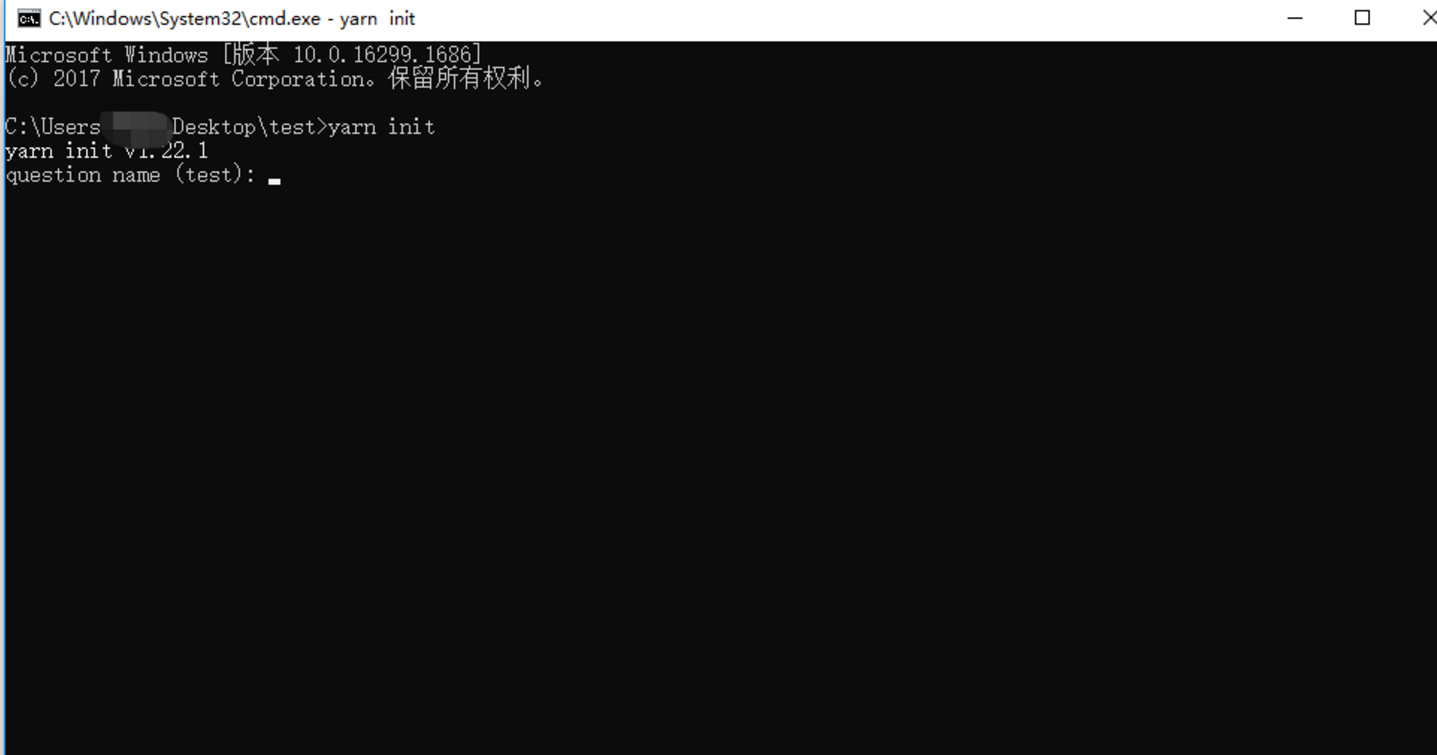 C:\Windows\System32\cmd.exe - yarn  init
Microsoft Windows [版本 10.0.16299.1686]
(c) 2017 Microsoft Corporation。保留所有权利。
C:\Users Desktop\test>yarn init
yarn init v1.22.1
question name (test):